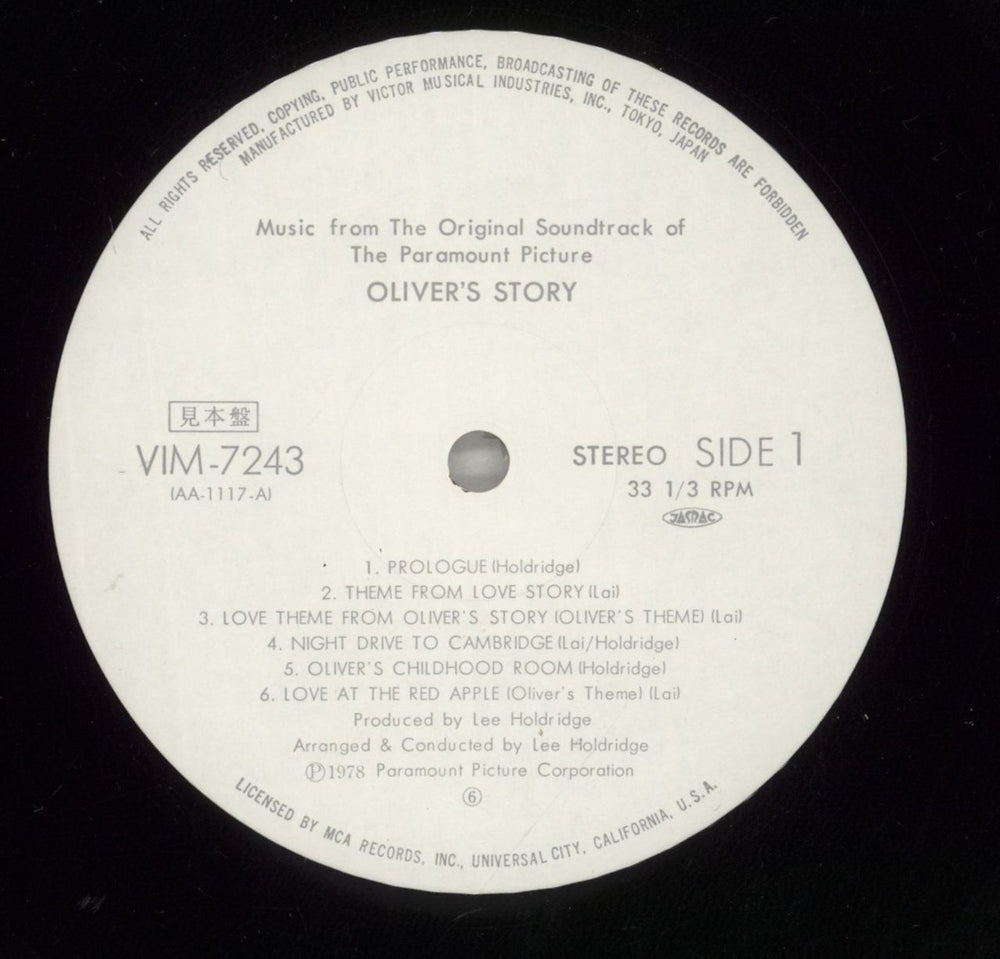 ALL RIGHTS RESERVED, COPYING, PUBLIC PERFORMANCE, BROADCASTING OF THESE RECORDS ARE FORBIDDEN
MANUFACTURED BY VICTOR MUSICAL INDUSTRIES, INC., TOKYO, JAPAN
Music from The Original Soundtrack of
The Paramount Picture
OLIVER'S STORY
見本盤
VIM-7243
(AA-1117-A)
STEREO SIDE 1
33 1/3 RPM
JASRAC
1. PROLOGUE (Holdridge)
2. THEME FROM LOVE STORY (Lai)
3. LOVE THEME FROM OLIVER'S STORY (OLIVER'S THEME) (Lai)
4. NIGHT DRIVE TO CAMBRIDGE (Lai/Holdridge)
5. OLIVER'S CHILDHOOD ROOM (Holdridge)
6. LOVE AT THE RED APPLE (Oliver's Theme) (Lai)
Produced by Lee Holdridge
Arranged & Conducted by Lee Holdridge
Ⓟ1978 Paramount Picture Corporation
⑥
LICENSED BY MCA RECORDS, INC., UNIVERSAL CITY, CALIFORNIA, U.S.A.